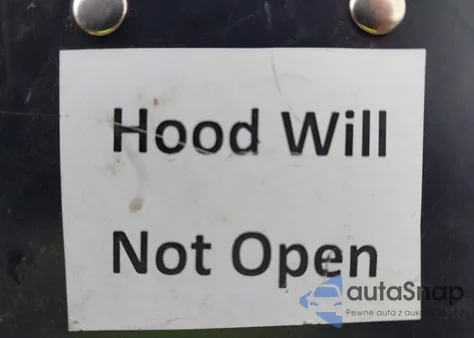 Hood Will
Not Open
autaSnap